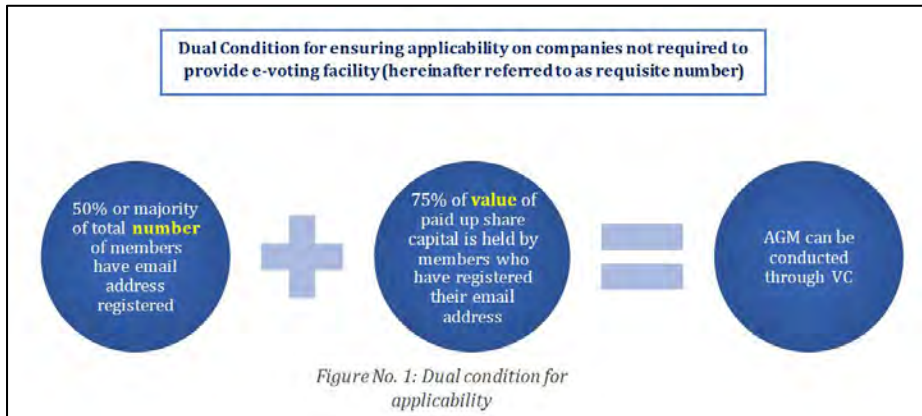 Dual Condition for ensuring applicability on companies not required to
provide e-voting facility (hereinafter referred to as requisite number)
50% or majority
of total number
of members
have email
address
registered
75% of value of
paid up share
capital is held by
members who
have registered
their email
address
AGM can be
conducted
through VC
Figure No. 1: Dual condition for
applicability